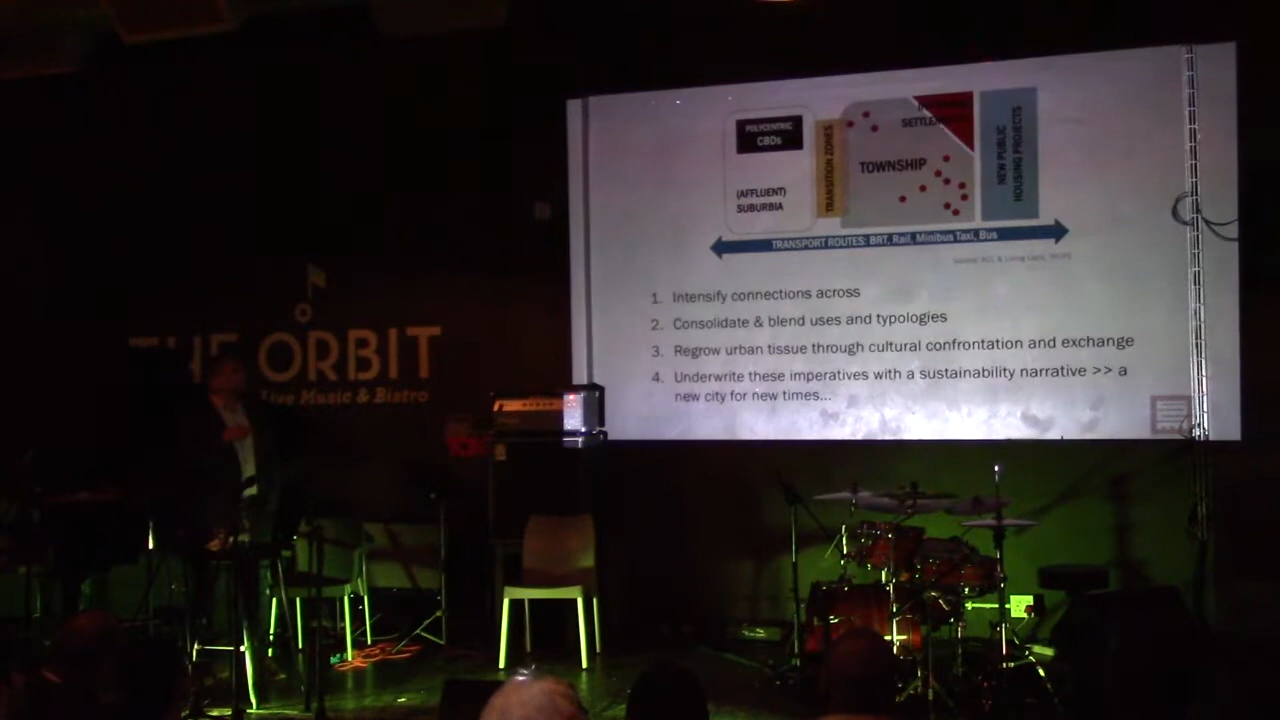 POLYCENTRIC
CBDs
(AFFLUENT)
SUBURBIA
TRANSITION ZONES
TOWNSHIP
NEW PUBLIC
HOUSING PROJECTS
TRANSPORT ROUTES: BRT, Rail, Minibus Taxi, Bus
1. Intensify connections across
2. Consolidate & blend uses and typologies
3. Regrow urban tissue through cultural confrontation and exchange
4. Underwrite these imperatives with a sustainability narrative >> a
new city for new times...
THE ORBIT
Live Music & Bistro